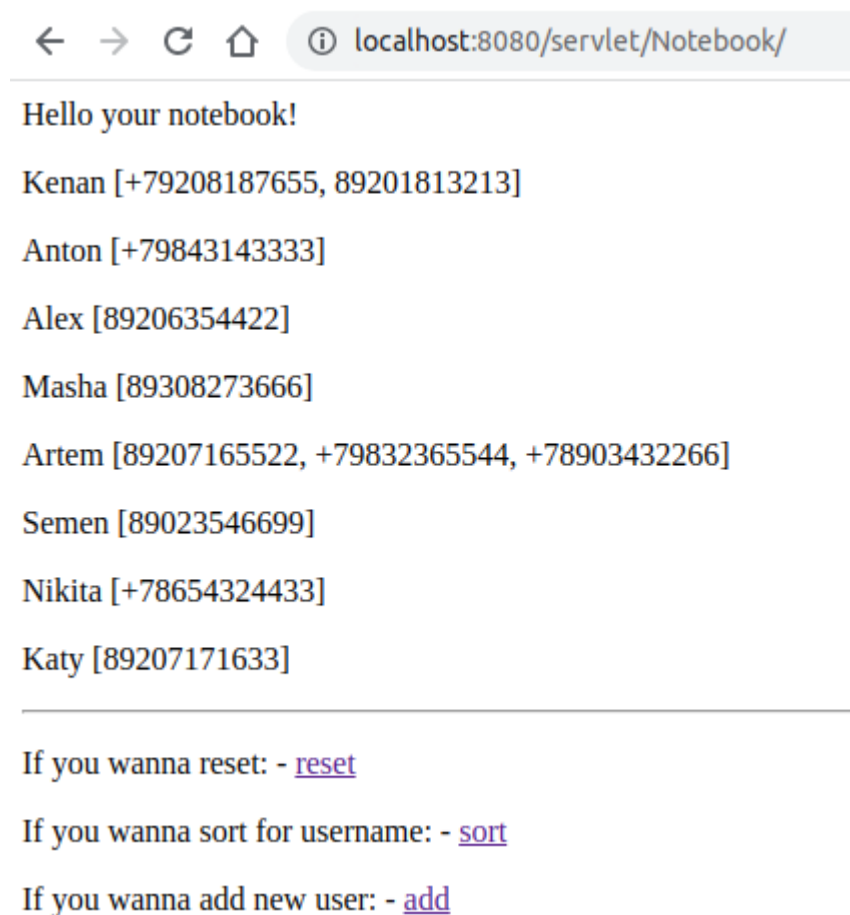 localhost:8080/servlet/Notebook/
Hello your notebook!
Kenan [+79208187655, 89201813213]
Anton [+79843143333]
Alex [89206354422]
Masha [89308273666]
Artem [89207165522, +79832365544, +78903432266]
Semen [89023546699]
Nikita [+78654324433]
Katy [89207171633]
If you wanna reset: - reset
If you wanna sort for username: - sort
If you wanna add new user: - add